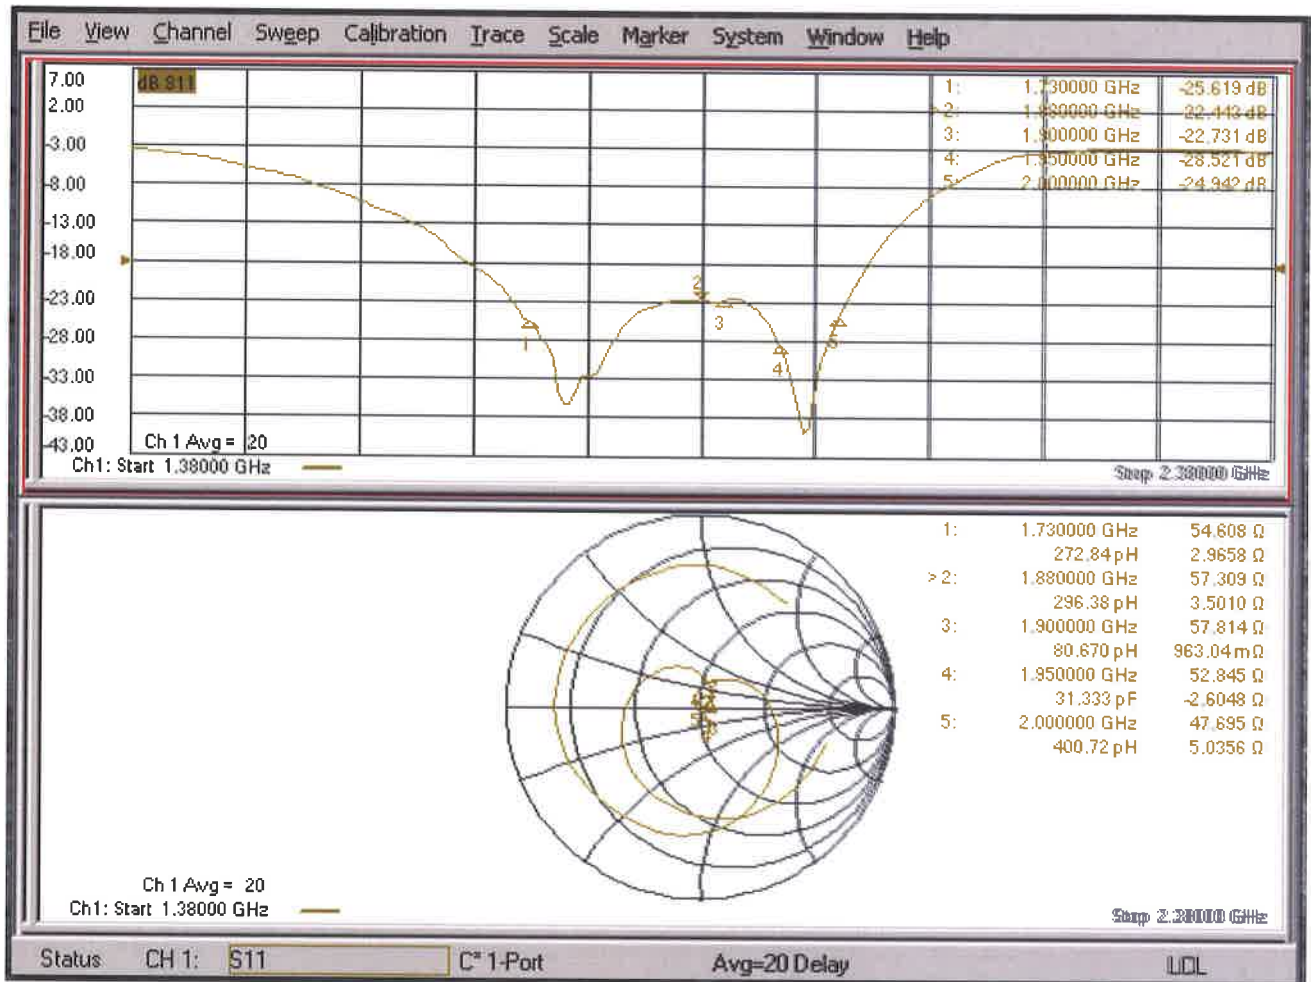 File View Channel Sweep Calibration Trace Scale Marker System Window Help
7.00
2.00
-3.00
-8.00
-13.00
-18.00
-23.00
-28.00
-33.00
-38.00
-43.00
dB S11
1: 1.730000 GHz -25.619 dB
>2: 1.880000 GHz -22.443 dB
3: 1.900000 GHz -22.731 dB
4: 1.950000 GHz -28.521 dB
5: 2.000000 GHz -24.942 dB
2
1
3
4
5
Ch 1 Avg = 20
Ch1: Start 1.38000 GHz
Stop 2.38000 GHz
1: 1.730000 GHz 54.608 Ω
272.84 pH 2.9658 Ω
>2: 1.880000 GHz 57.309 Ω
296.38 pH 3.5010 Ω
3: 1.900000 GHz 57.814 Ω
80.670 pH 963.04 mΩ
4: 1.950000 GHz 52.845 Ω
31.333 pF -2.6048 Ω
5: 2.000000 GHz 47.695 Ω
400.72 pH 5.0356 Ω
Ch 1 Avg = 20
Ch1: Start 1.38000 GHz
Stop GHz
Status CH 1: S11 C* 1-Port Avg=20 Delay LCL